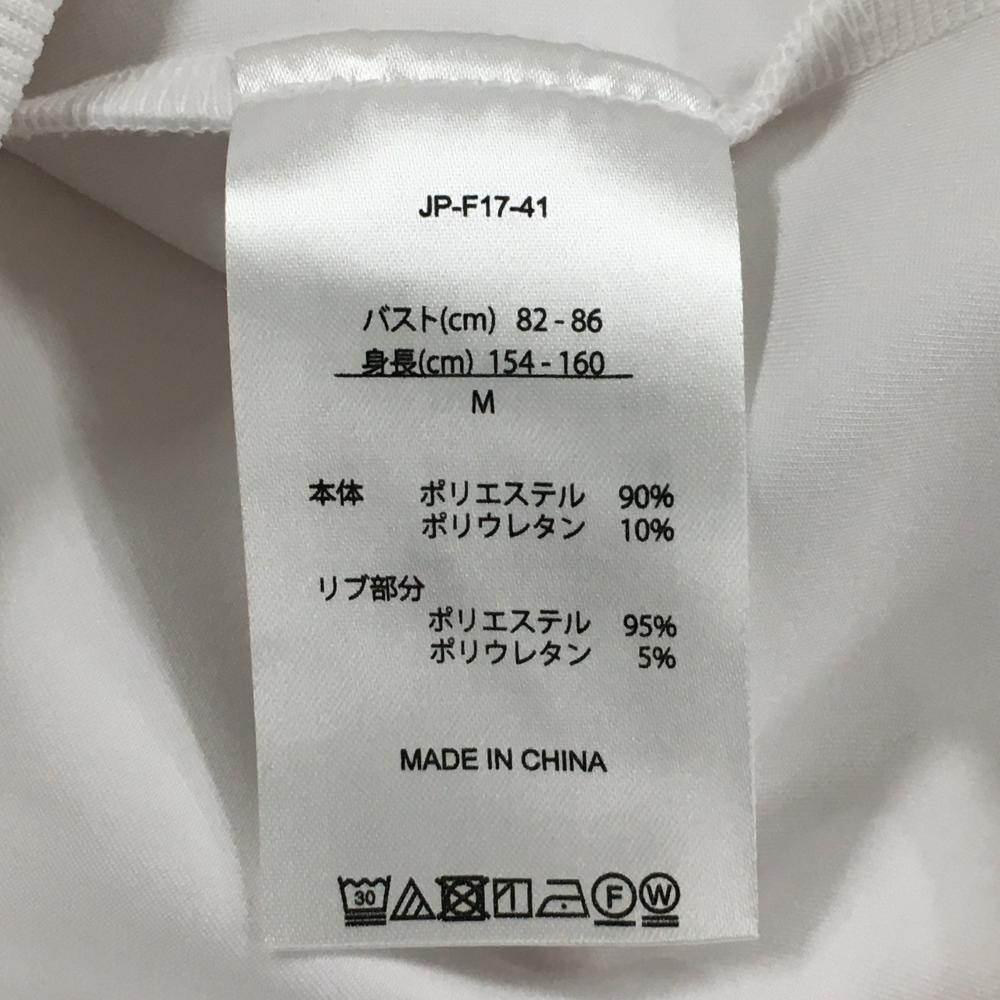 JP-F17-41
バスト(cm) 82 - 86
身長(cm) 154 - 160
M
本体 ポリエステル 90%
ポリウレタン 10%
リブ部分
ポリエステル 95%
ポリウレタン 5%
MADE IN CHINA
30 F W